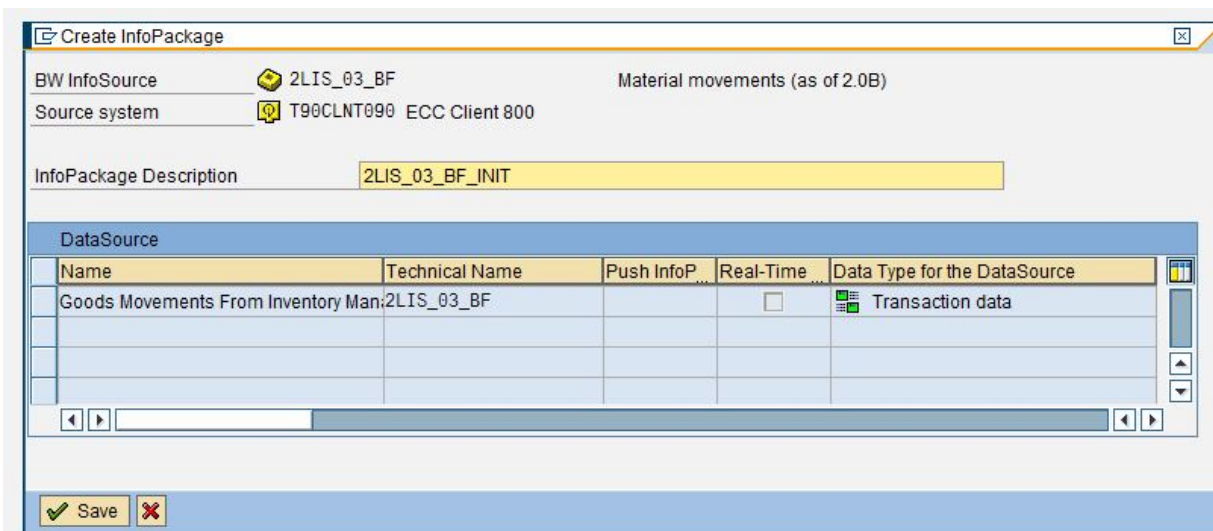 Create InfoPackage
BW InfoSource 2LIS_03_BF Material movements (as of 2.0B)
Source system T90CLNT090 ECC Client 800
InfoPackage Description 2LIS_03_BF_INIT
DataSource
Name Technical Name Push InfoP... Real-Time ... Data Type for the DataSource
Goods Movements From Inventory Man 2LIS_03_BF Transaction data
Save